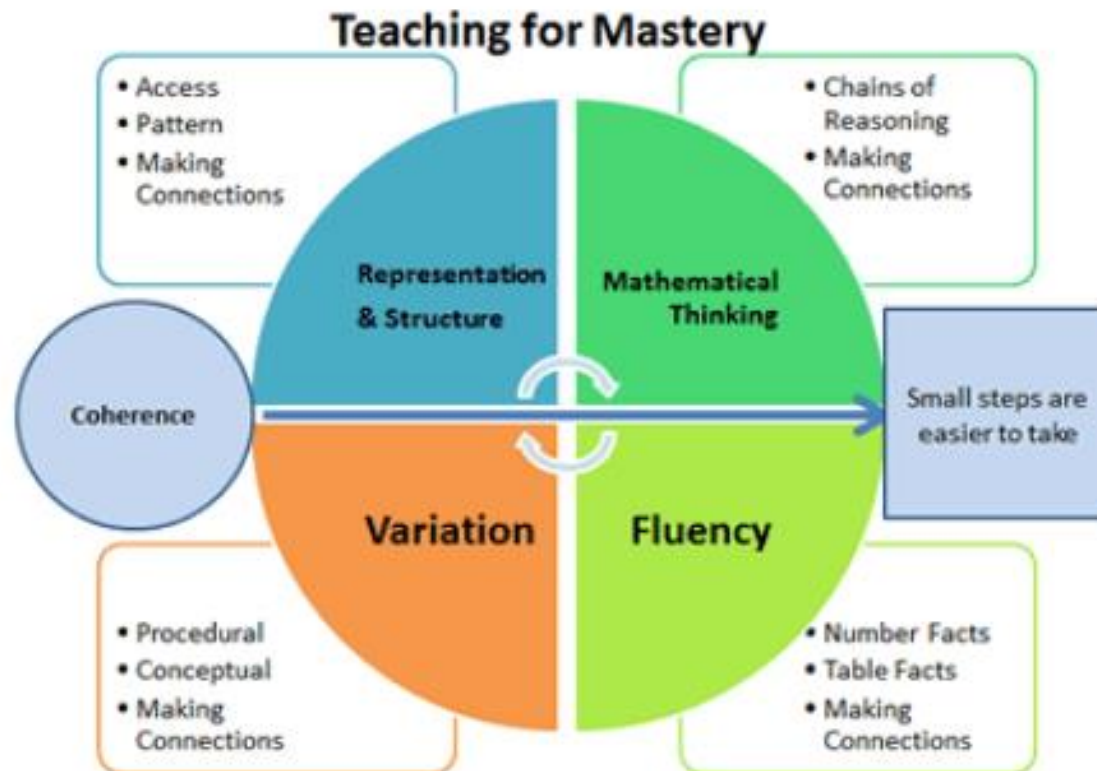 Teaching for Mastery
• Access
• Pattern
• Making
Connections
• Chains of
Reasoning
• Making
Connections
Representation
& Structure
Mathematical
Thinking
Coherence
Small steps are
easier to take
Variation
Fluency
• Procedural
• Conceptual
• Making
Connections
• Number Facts
• Table Facts
• Making
Connections